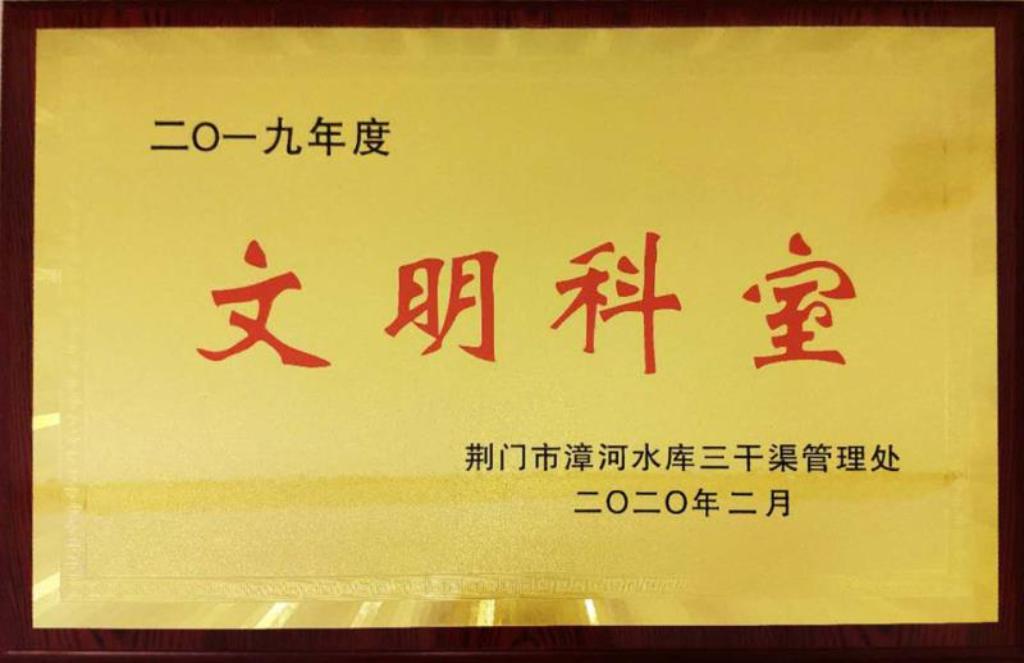 二〇一九年度
文明科室
荆门市漳河水库三干渠管理处
二〇二〇年二月